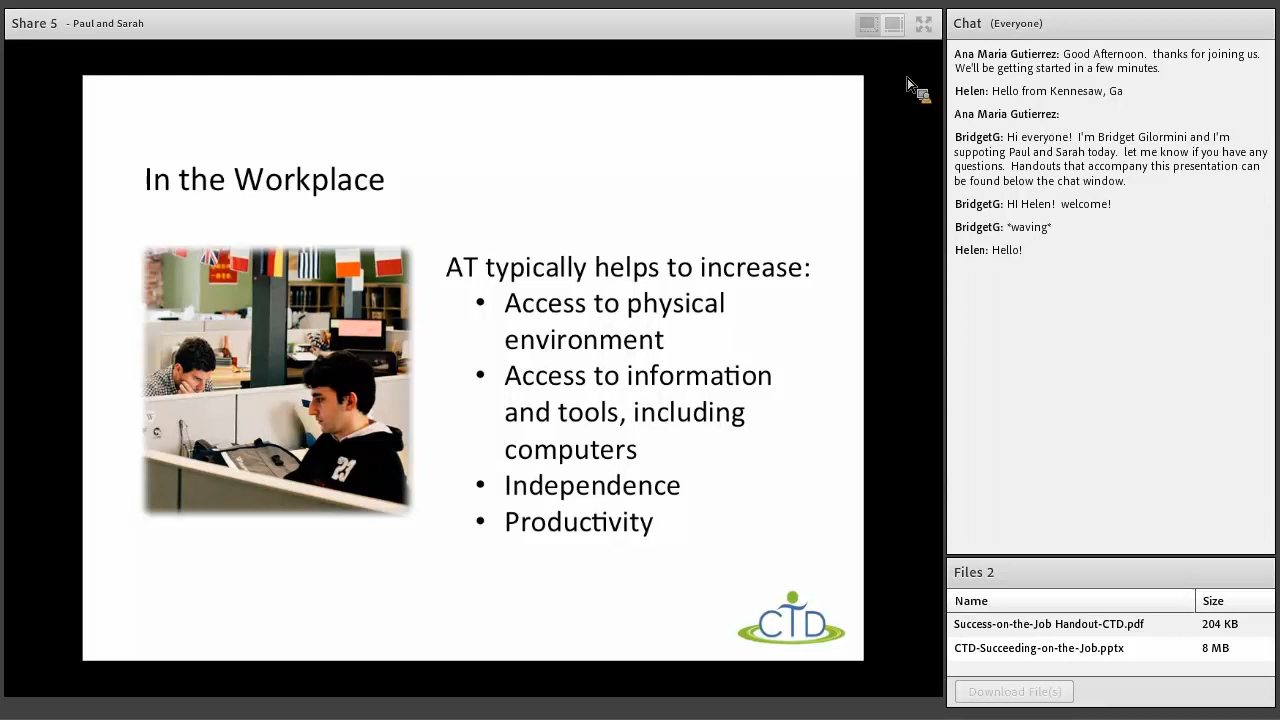 Share 5 - Paul and Sarah
In the Workplace
AT typically helps to increase:
• Access to physical
environment
• Access to information
and tools, including
computers
• Independence
• Productivity
23
CTD
Chat (Everyone)
Ana Maria Gutierrez: Good Afternoon. thanks for joining us.
We'll be getting started in a few minutes.
Helen: Hello from Kennesaw, Ga
Ana Maria Gutierrez:
BridgetG: Hi everyone! I'm Bridget Gilormini and I'm
suppoting Paul and Sarah today. let me know if you have any
questions. Handouts that accompany this presentation can
be found below the chat window.
BridgetG: HI Helen! welcome!
BridgetG: *waving*
Helen: Hello!
Files 2
Name Size
Success-on-the-Job Handout-CTD.pdf 204 KB
CTD-Succeeding-on-the-Job.pptx 8 MB
Download File(s)